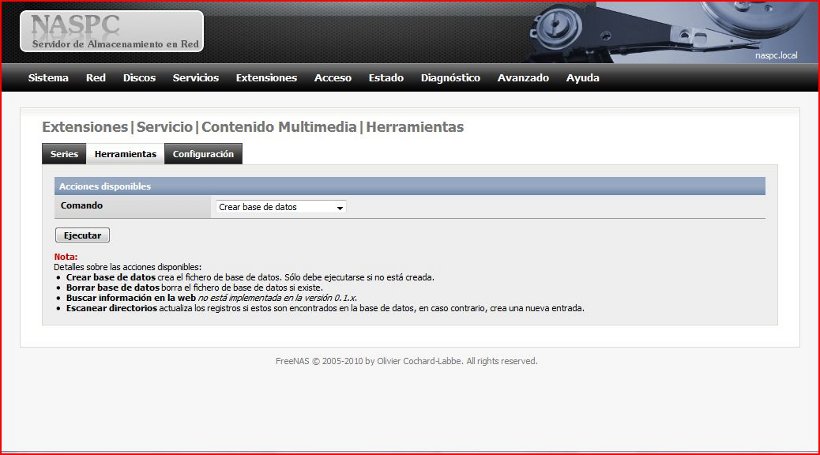 NASPC
Servidor de Almacenamiento en Red
naspc.local
Sistema Red Discos Servicios Extensiones Acceso Estado Diagnóstico Avanzado Ayuda
Extensiones|Servicio|Contenido Multimedia|Herramientas
Series Herramientas Configuración
Acciones disponibles
Comando Crear base de datos
Ejecutar
Nota:
Detalles sobre las acciones disponibles:
• Crear base de datos crea el fichero de base de datos. Sólo debe ejecutarse si no está creada.
• Borrar base de datos borra el fichero de base de datos si existe.
• Buscar información en la web no está implementada en la versión 0.1.x.
• Escanear directorios actualiza los registros si estos son encontrados en la base de datos, en caso contrario, crea una nueva entrada.
FreeNAS © 2005-2010 by Olivier Cochard-Labbe. All rights reserved.